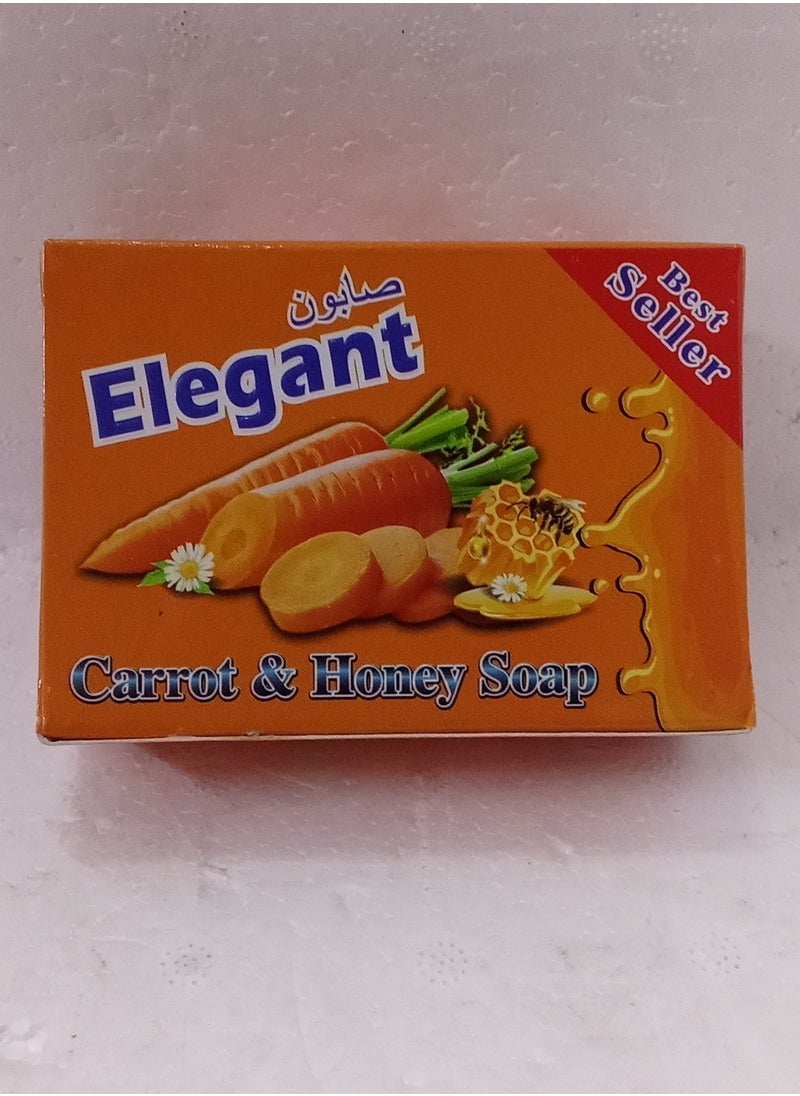 صابون
Elegant
Best
Seller
Carrot & Honey Soap